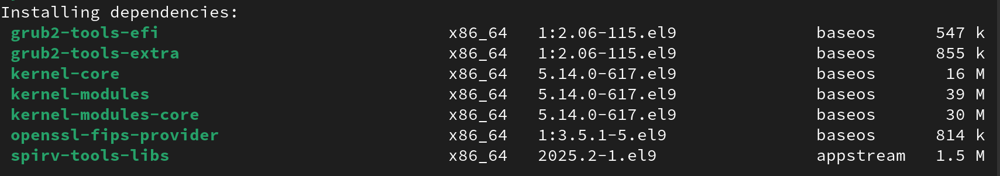 Installing dependencies:
grub2-tools-efi x86_64 1:2.06-115.el9 baseos 547 k
grub2-tools-extra x86_64 1:2.06-115.el9 baseos 855 k
kernel-core x86_64 5.14.0-617.el9 baseos 16 M
kernel-modules x86_64 5.14.0-617.el9 baseos 39 M
kernel-modules-core x86_64 5.14.0-617.el9 baseos 30 M
openssl-fips-provider x86_64 1:3.5.1-5.el9 baseos 814 k
spirv-tools-libs x86_64 2025.2-1.el9 appstream 1.5 M